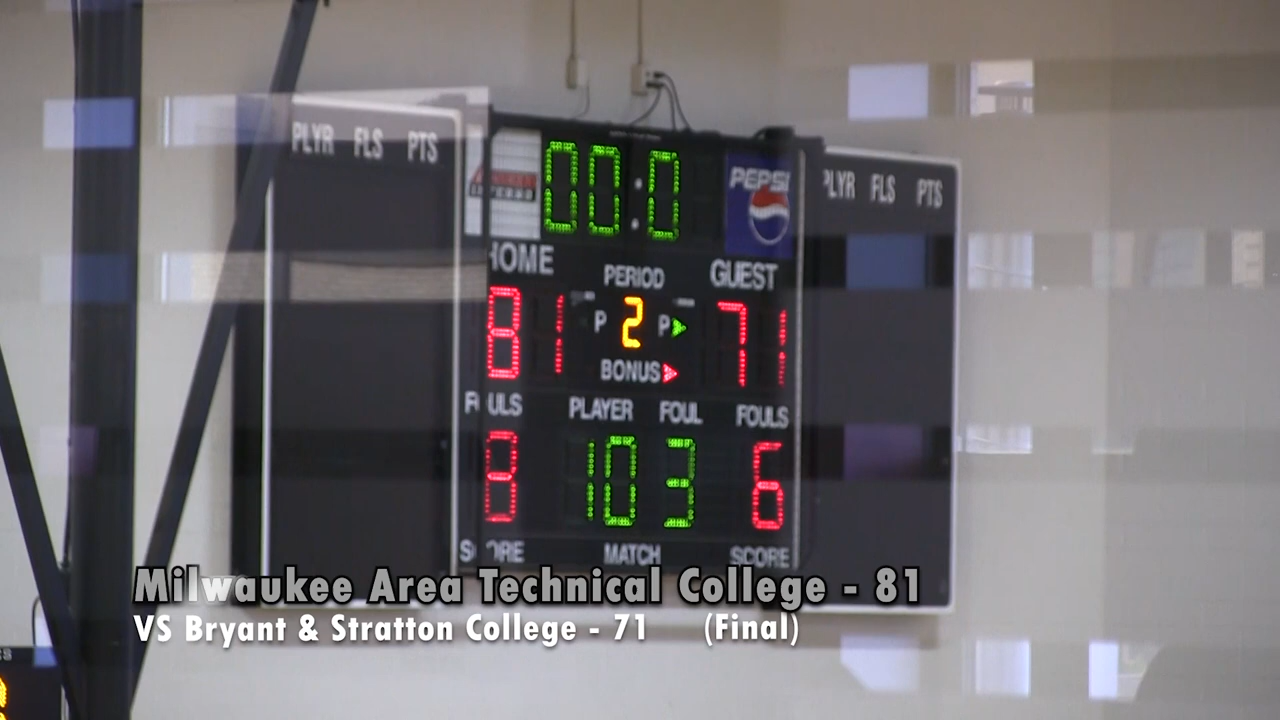 PLYR FLS PTS
00:0
PEPSI
PLYR FLS PTS
HOME PERIOD GUEST
81 P 2 P 71
BONUS
FOULS PLAYER FOUL FOULS
8 10 3 6
SCORE MATCH SCORE
Milwaukee Area Technical College - 81
VS Bryant & Stratton College - 71 (Final)